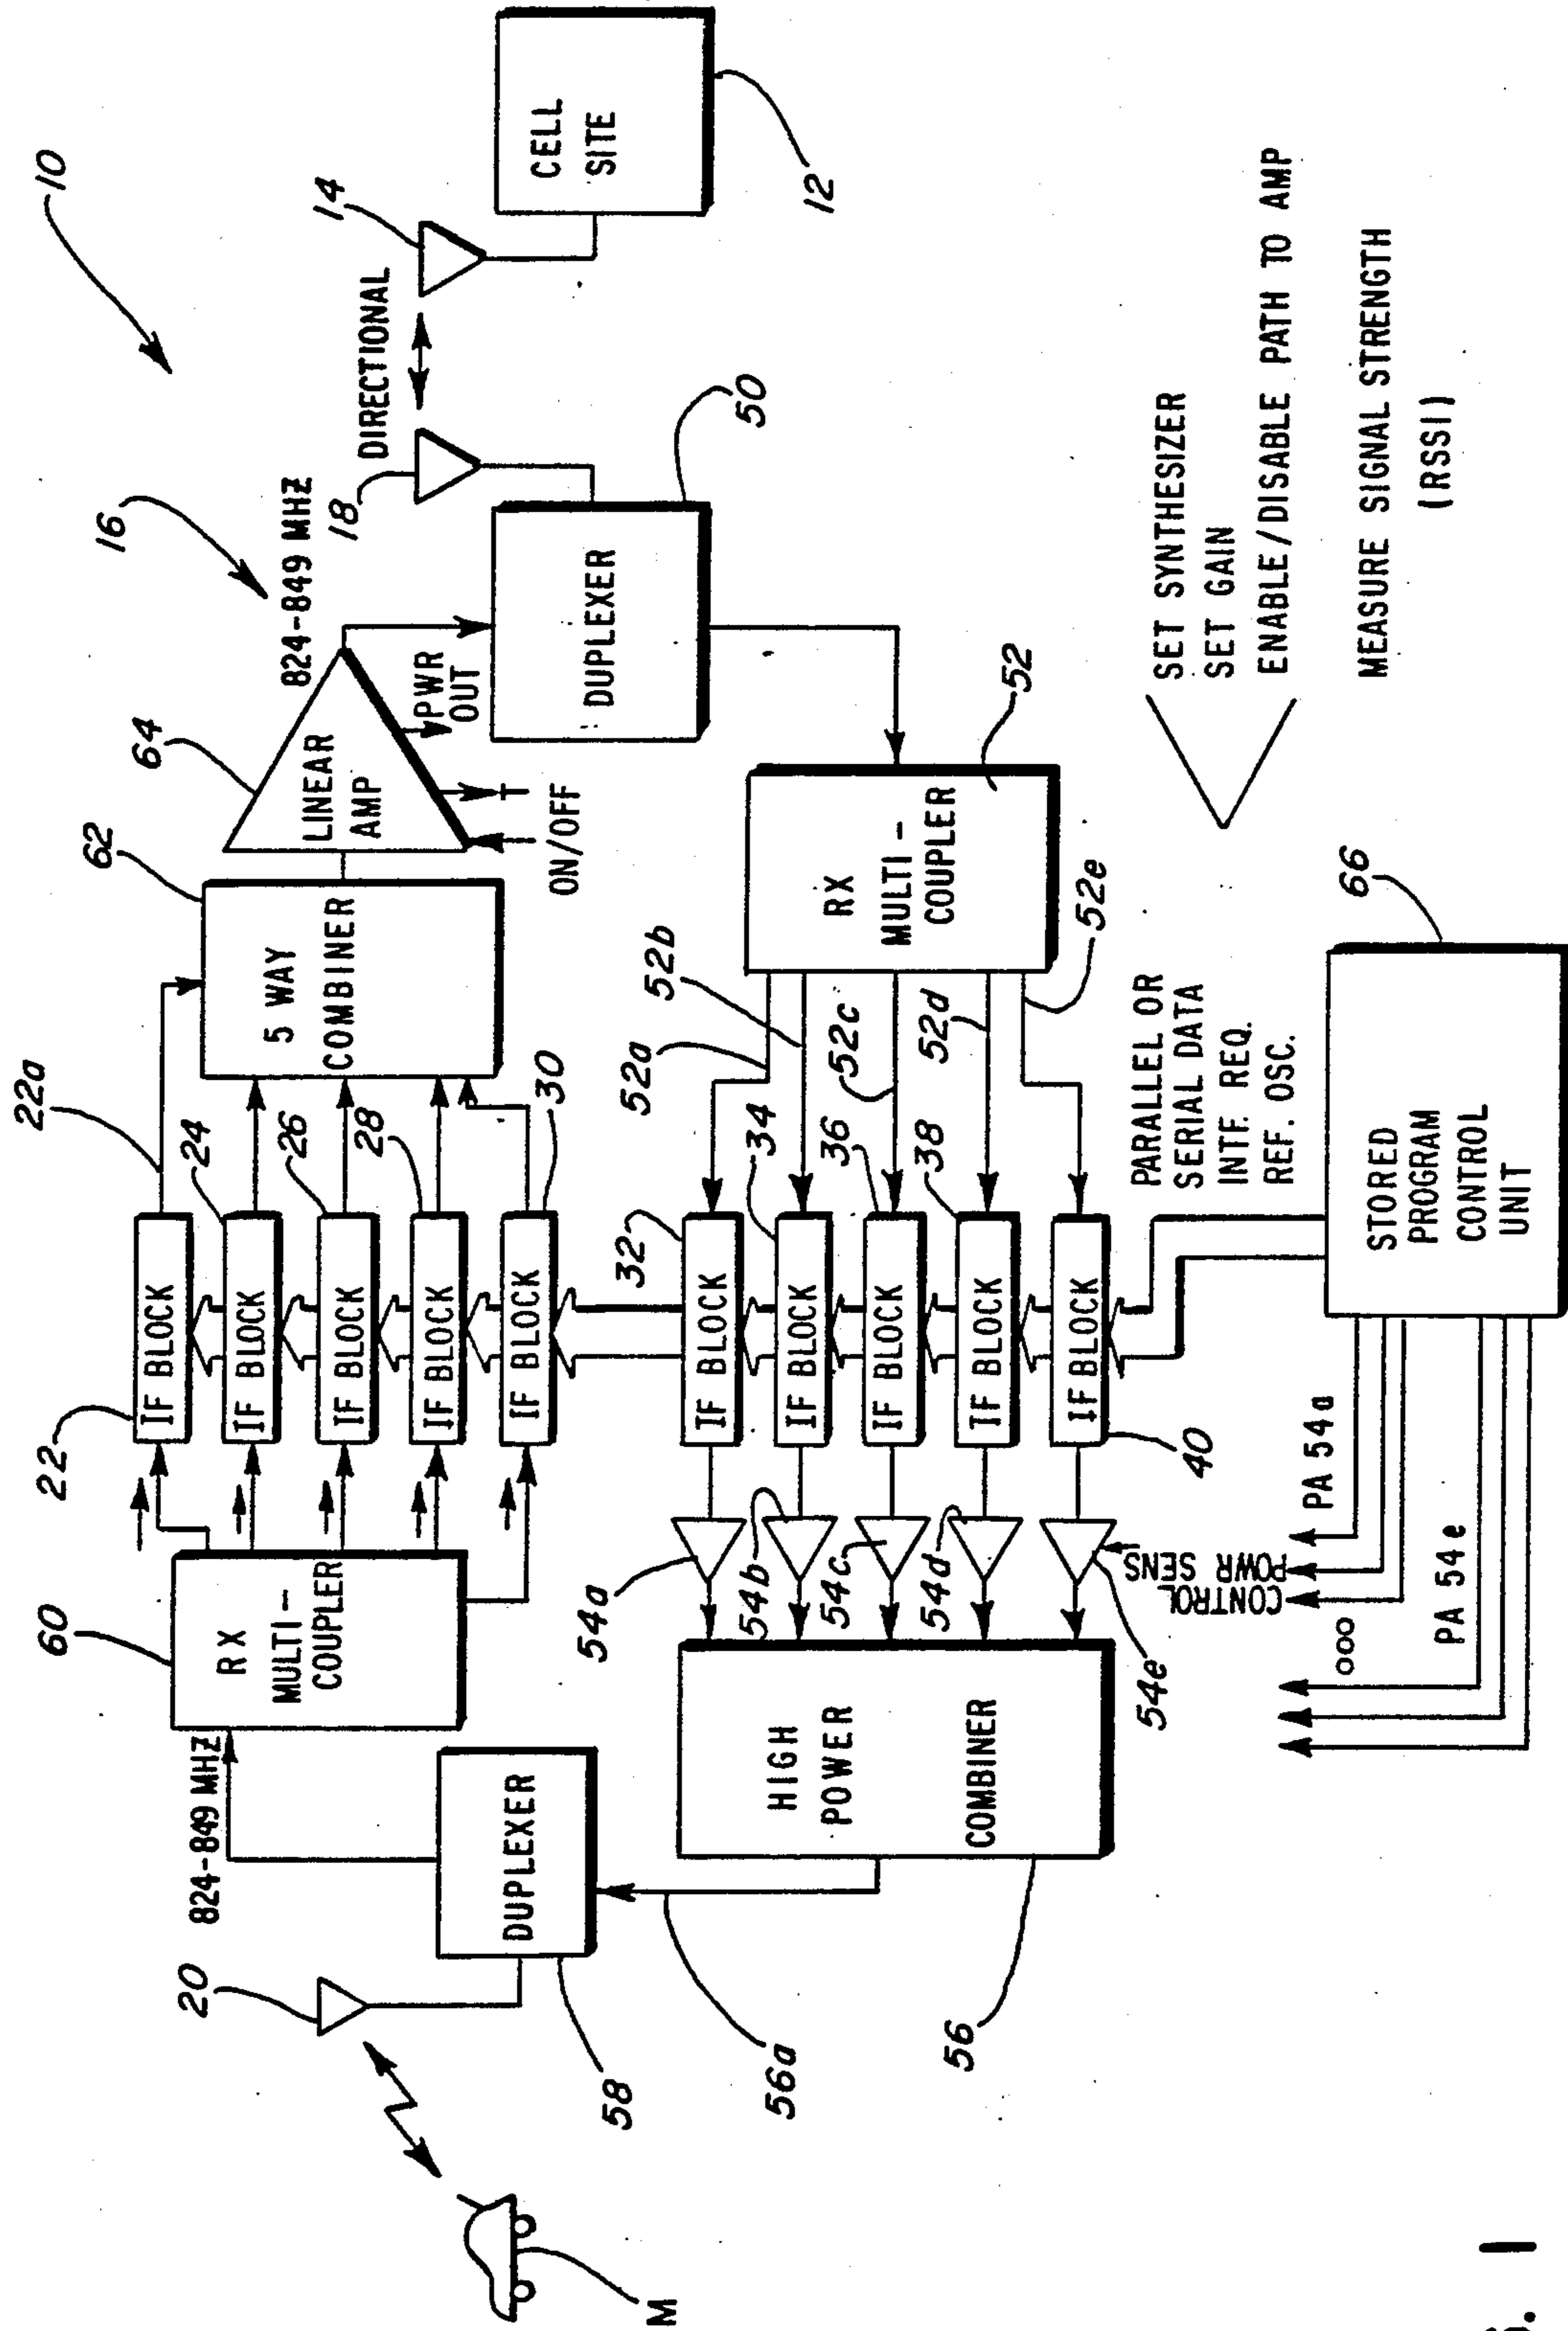 10
16
824-849 MHZ
DIRECTIONAL
14
18
CELL
SITE
12
64
LINEAR
AMP
PWR
OUT
ON/OFF
DUPLEXER
50
62
5 WAY
COMBINER
22a
22
IF BLOCK
24
IF BLOCK
26
IF BLOCK
28
IF BLOCK
30
IF BLOCK
60
RX
MULTI-
COUPLER
824-849 MHZ
20
DUPLEXER
58
M
52
RX
MULTI-
COUPLER
52a
52b
52c
52d
52e
32
IF BLOCK
34
IF BLOCK
36
IF BLOCK
38
IF BLOCK
40
IF BLOCK
54a
54b
54c
54d
54e
HIGH
POWER
COMBINER
56
56a
SET SYNTHESIZER
SET GAIN
ENABLE/DISABLE PATH TO AMP
MEASURE SIGNAL STRENGTH
(RSSI)
PARALLEL OR
SERIAL DATA
INTF. REQ.
REF. OSC.
66
STORED
PROGRAM
CONTROL
UNIT
PA 54a
POWR SENS
CONTROL
PA 54e
1